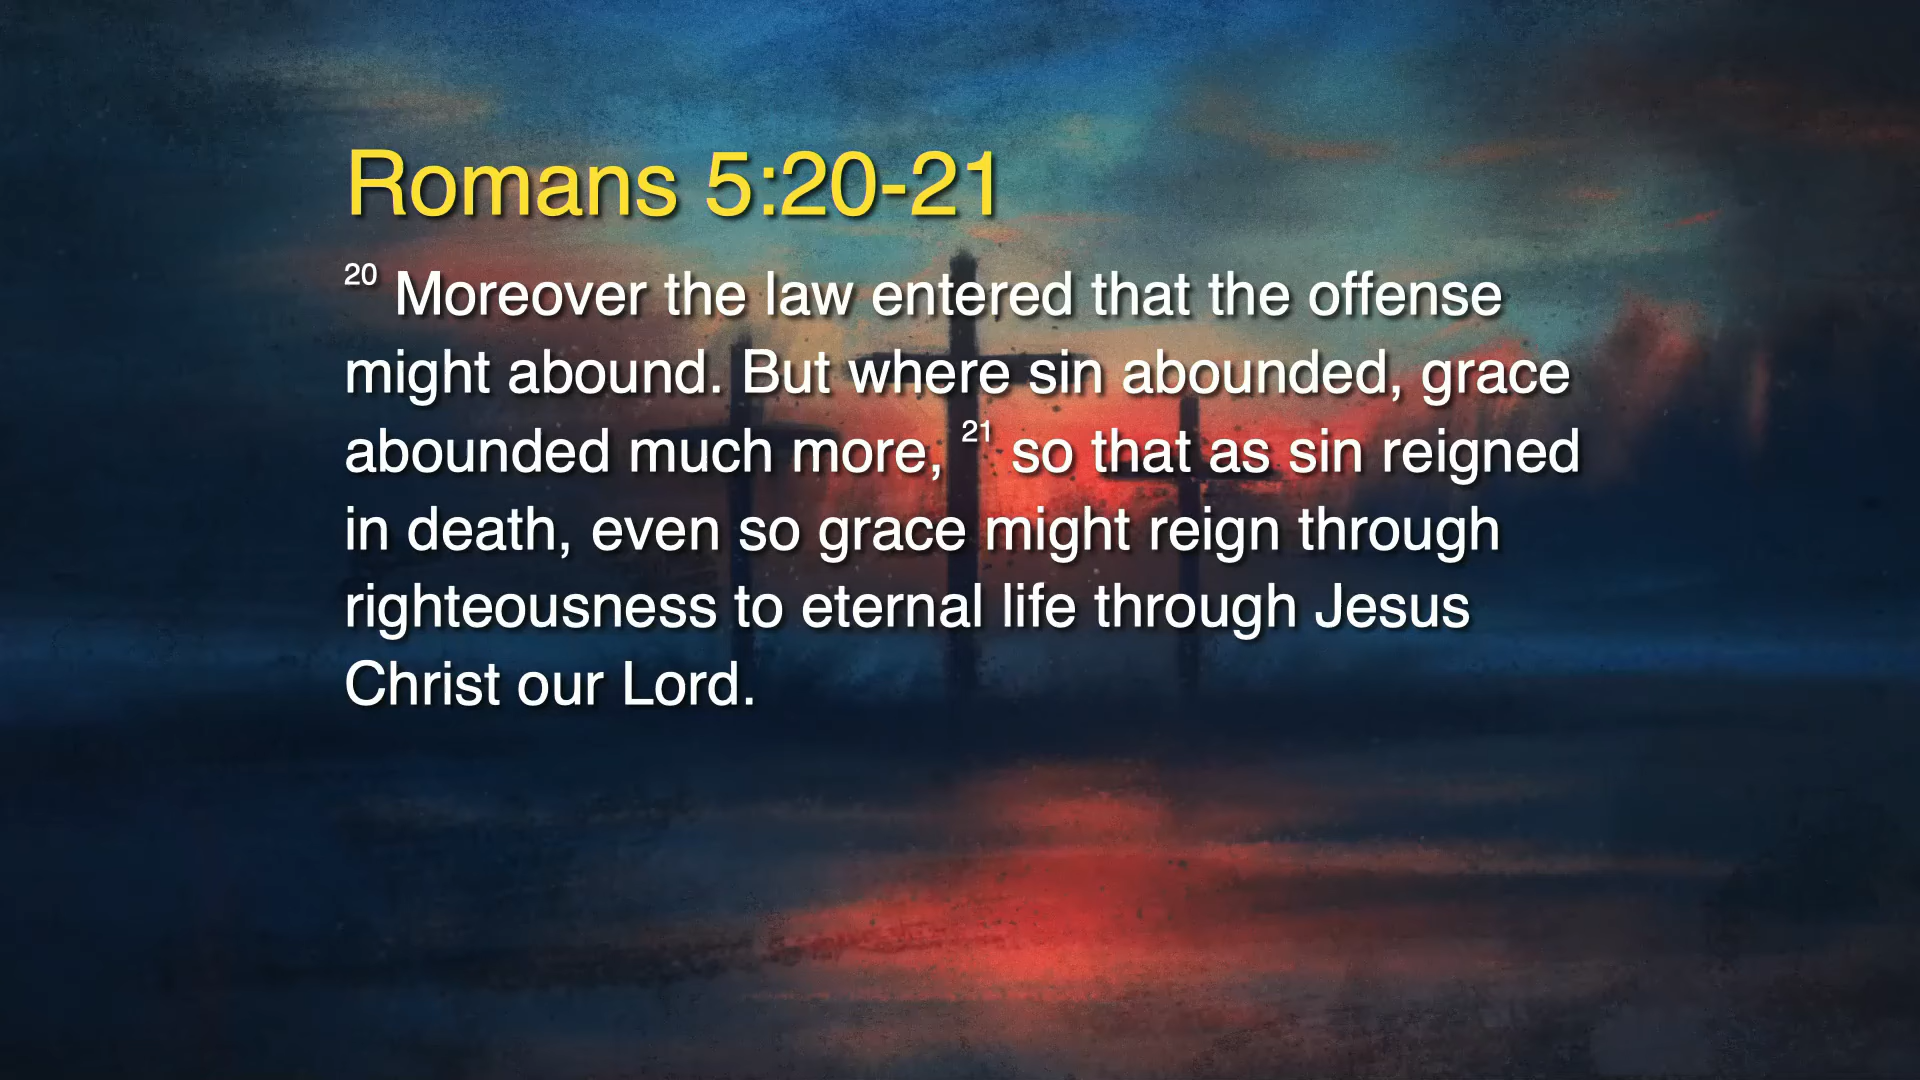 Romans 5:20-21
20 Moreover the law entered that the offense
might abound. But where sin abounded, grace
abounded much more, 21 so that as sin reigned
in death, even so grace might reign through
righteousness to eternal life through Jesus
Christ our Lord.